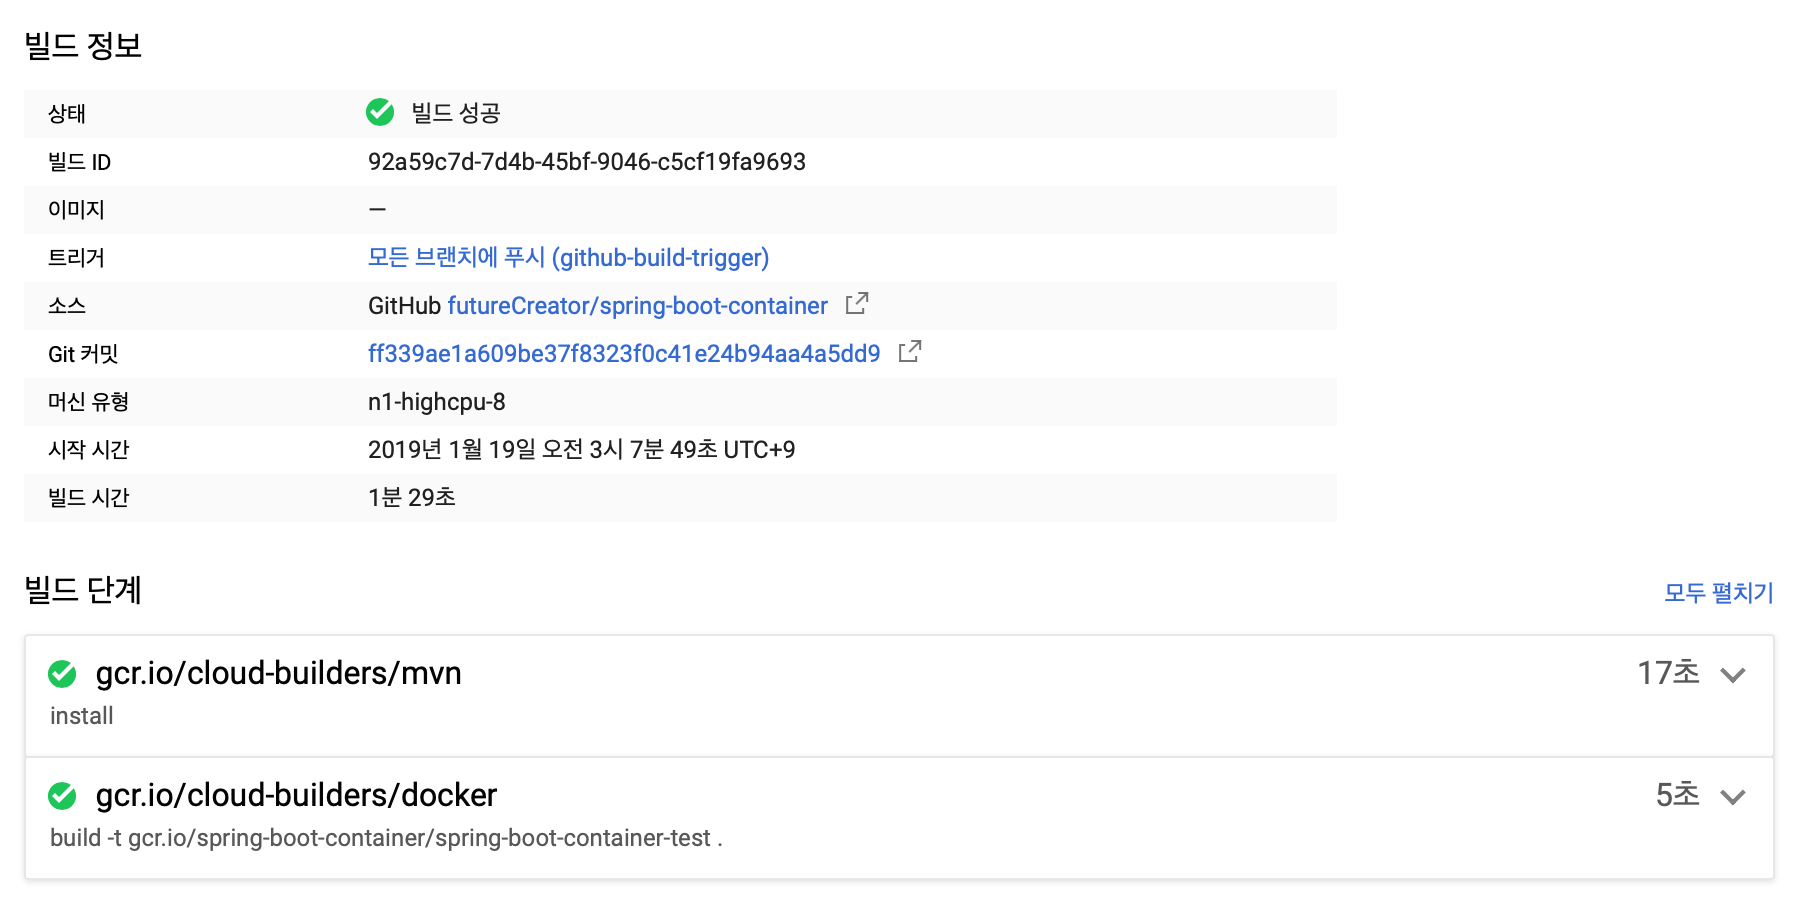 빌드 정보
상태 빌드 성공
빌드 ID 92a59c7d-7d4b-45bf-9046-c5cf19fa9693
이미지 —
트리거 모든 브랜치에 푸시 (github-build-trigger)
소스 GitHub futureCreator/spring-boot-container
Git 커밋 ff339ae1a609be37f8323f0c41e24b94aa4a5dd9
머신 유형 n1-highcpu-8
시작 시간 2019년 1월 19일 오전 3시 7분 49초 UTC+9
빌드 시간 1분 29초
빌드 단계 모두 펼치기
gcr.io/cloud-builders/mvn 17초
install
gcr.io/cloud-builders/docker 5초
build -t gcr.io/spring-boot-container/spring-boot-container-test .